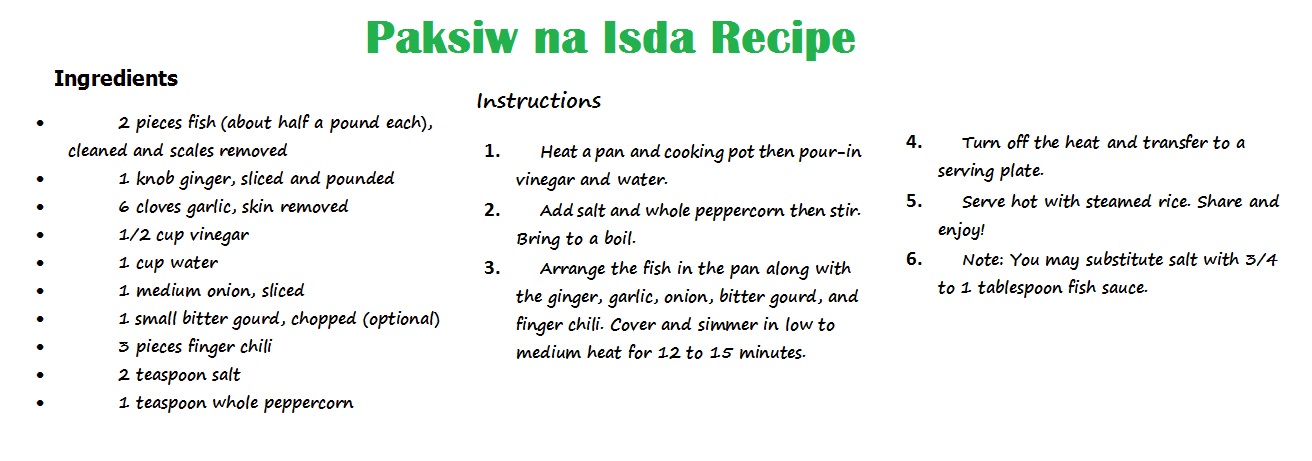 Paksiw na Isda Recipe
Ingredients
• 2 pieces fish (about half a pound each),
cleaned and scales removed
• 1 knob ginger, sliced and pounded
• 6 cloves garlic, skin removed
• 1/2 cup vinegar
• 1 cup water
• 1 medium onion, sliced
• 1 small bitter gourd, chopped (optional)
• 3 pieces finger chili
• 2 teaspoon salt
• 1 teaspoon whole peppercorn
Instructions
1. Heat a pan and cooking pot then pour-in
vinegar and water.
2. Add salt and whole peppercorn then stir.
Bring to a boil.
3. Arrange the fish in the pan along with
the ginger, garlic, onion, bitter gourd, and
finger chili. Cover and simmer in low to
medium heat for 12 to 15 minutes.
4. Turn off the heat and transfer to a
serving plate.
5. Serve hot with steamed rice. Share and
enjoy!
6. Note: You may substitute salt with 3/4
to 1 tablespoon fish sauce.